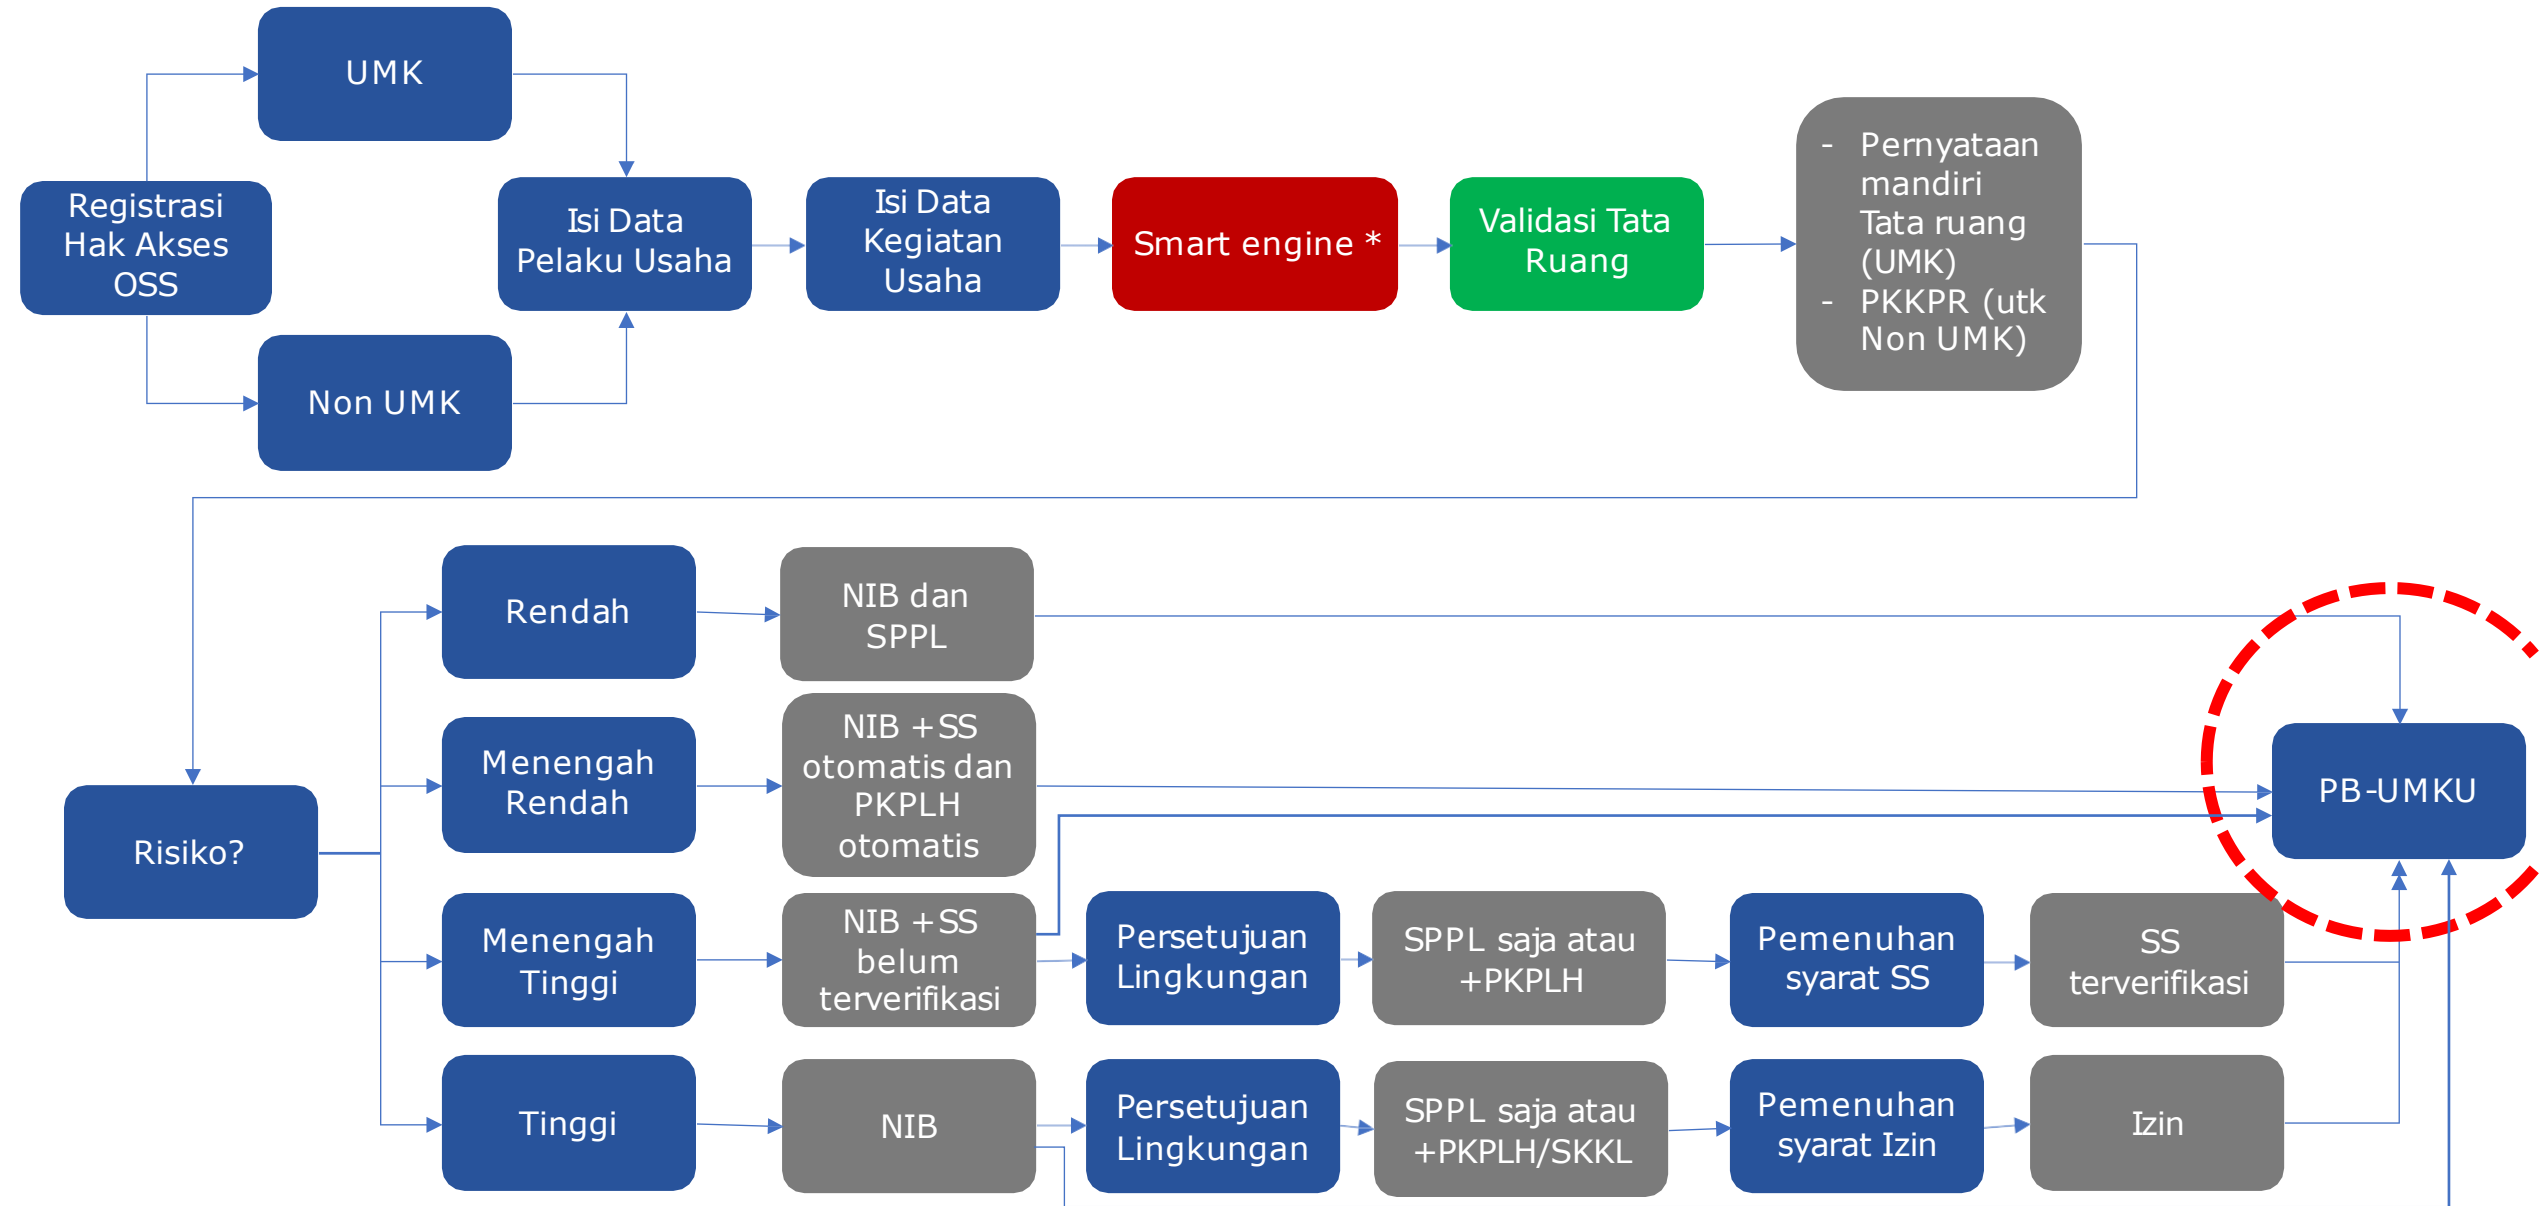 UMK
Registrasi
Hak Akses
OSS
Non UMK
Isi Data
Pelaku Usaha
Isi Data
Kegiatan
Usaha
Smart engine *
Validasi Tata
Ruang
- Pernyataan
mandiri
Tata ruang
(UMK)
- PKKPR (utk
Non UMK)
Risiko?
Rendah
NIB dan
SPPL
Menengah
Rendah
NIB +SS
otomatis dan
PKPLH
otomatis
PB-UMKU
Menengah
Tinggi
NIB +SS
belum
terverifikasi
Persetujuan
Lingkungan
SPPL saja atau
+PKPLH
Pemenuhan
syarat SS
SS
terverifikasi
Tinggi
NIB
Persetujuan
Lingkungan
SPPL saja atau
+PKPLH/SKKL
Pemenuhan
syarat Izin
Izin